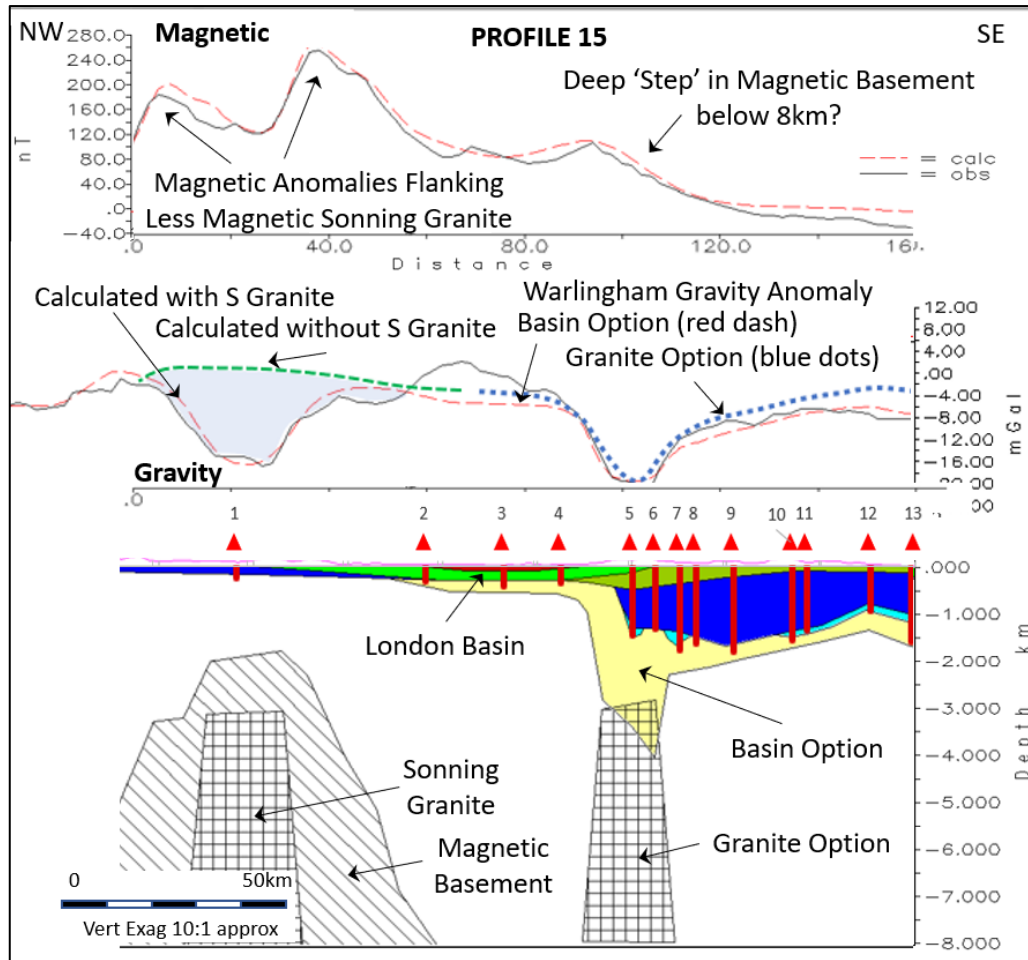 NW Magnetic PROFILE 15 SE
280.0
240.0
200.0
160.0
120.0
80.0
40.0
.0
-40.0
nT
Deep ‘Step’ in Magnetic Basement
below 8km?
= calc
= obs
Magnetic Anomalies Flanking
Less Magnetic Sonning Granite
.0 40.0 80.0 120.0 16
Distance
Calculated with S Granite
Calculated without S Granite
Warlingham Gravity Anomaly
Basin Option (red dash)
Granite Option (blue dots)
12.00
8.00
4.00
.00
-4.00
-8.00
-12.00
-16.00
mGal
Gravity
.0
1 2 3 4 5 6 7 8 9 10 11 12 13
London Basin
Basin Option
Sonning
Granite
Magnetic
Basement
Granite Option
.000
-1.000
-2.000
-3.000
-4.000
-5.000
-6.000
-7.000
-8.000
Depth km
0 50km
Vert Exag 10:1 approx